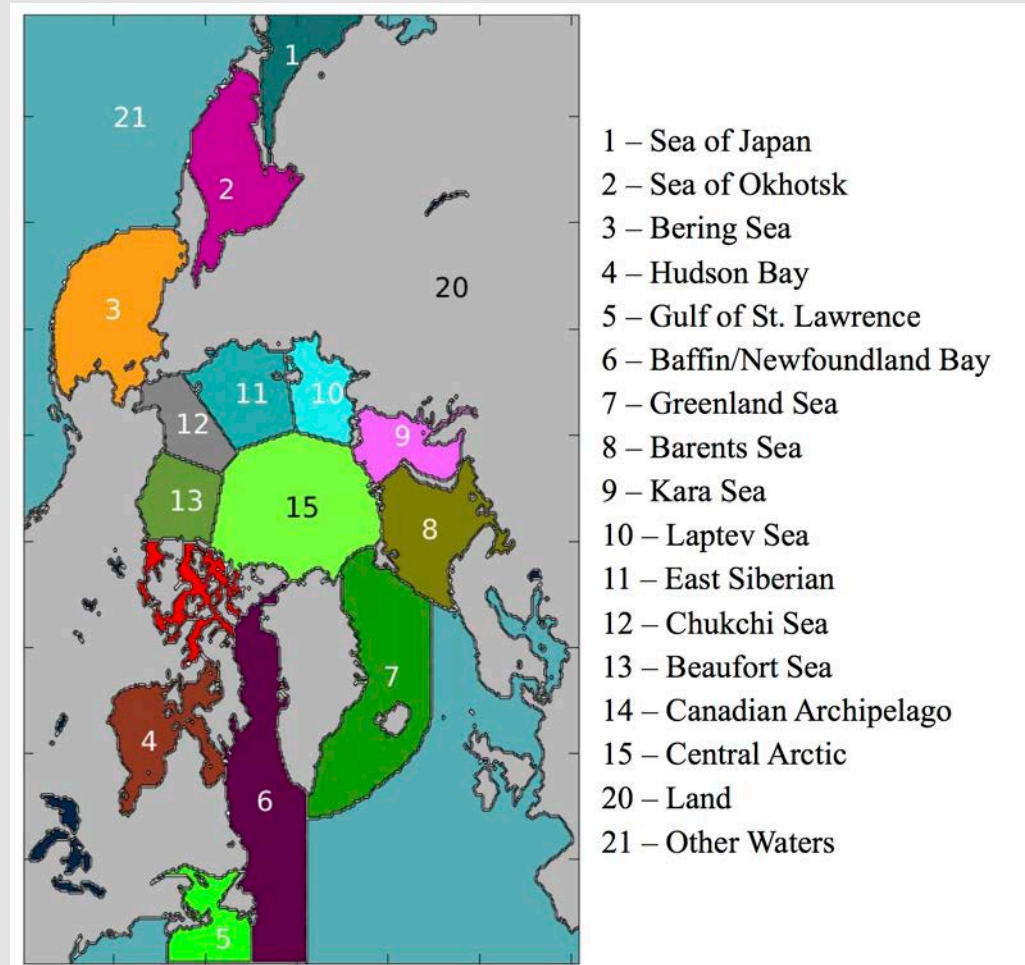 1
21
2
3
20
11
10
12
9
13
15
8
7
4
6
5
1 – Sea of Japan
2 – Sea of Okhotsk
3 – Bering Sea
4 – Hudson Bay
5 – Gulf of St. Lawrence
6 – Baffin/Newfoundland Bay
7 – Greenland Sea
8 – Barents Sea
9 – Kara Sea
10 – Laptev Sea
11 – East Siberian
12 – Chukchi Sea
13 – Beaufort Sea
14 – Canadian Archipelago
15 – Central Arctic
20 – Land
21 – Other Waters